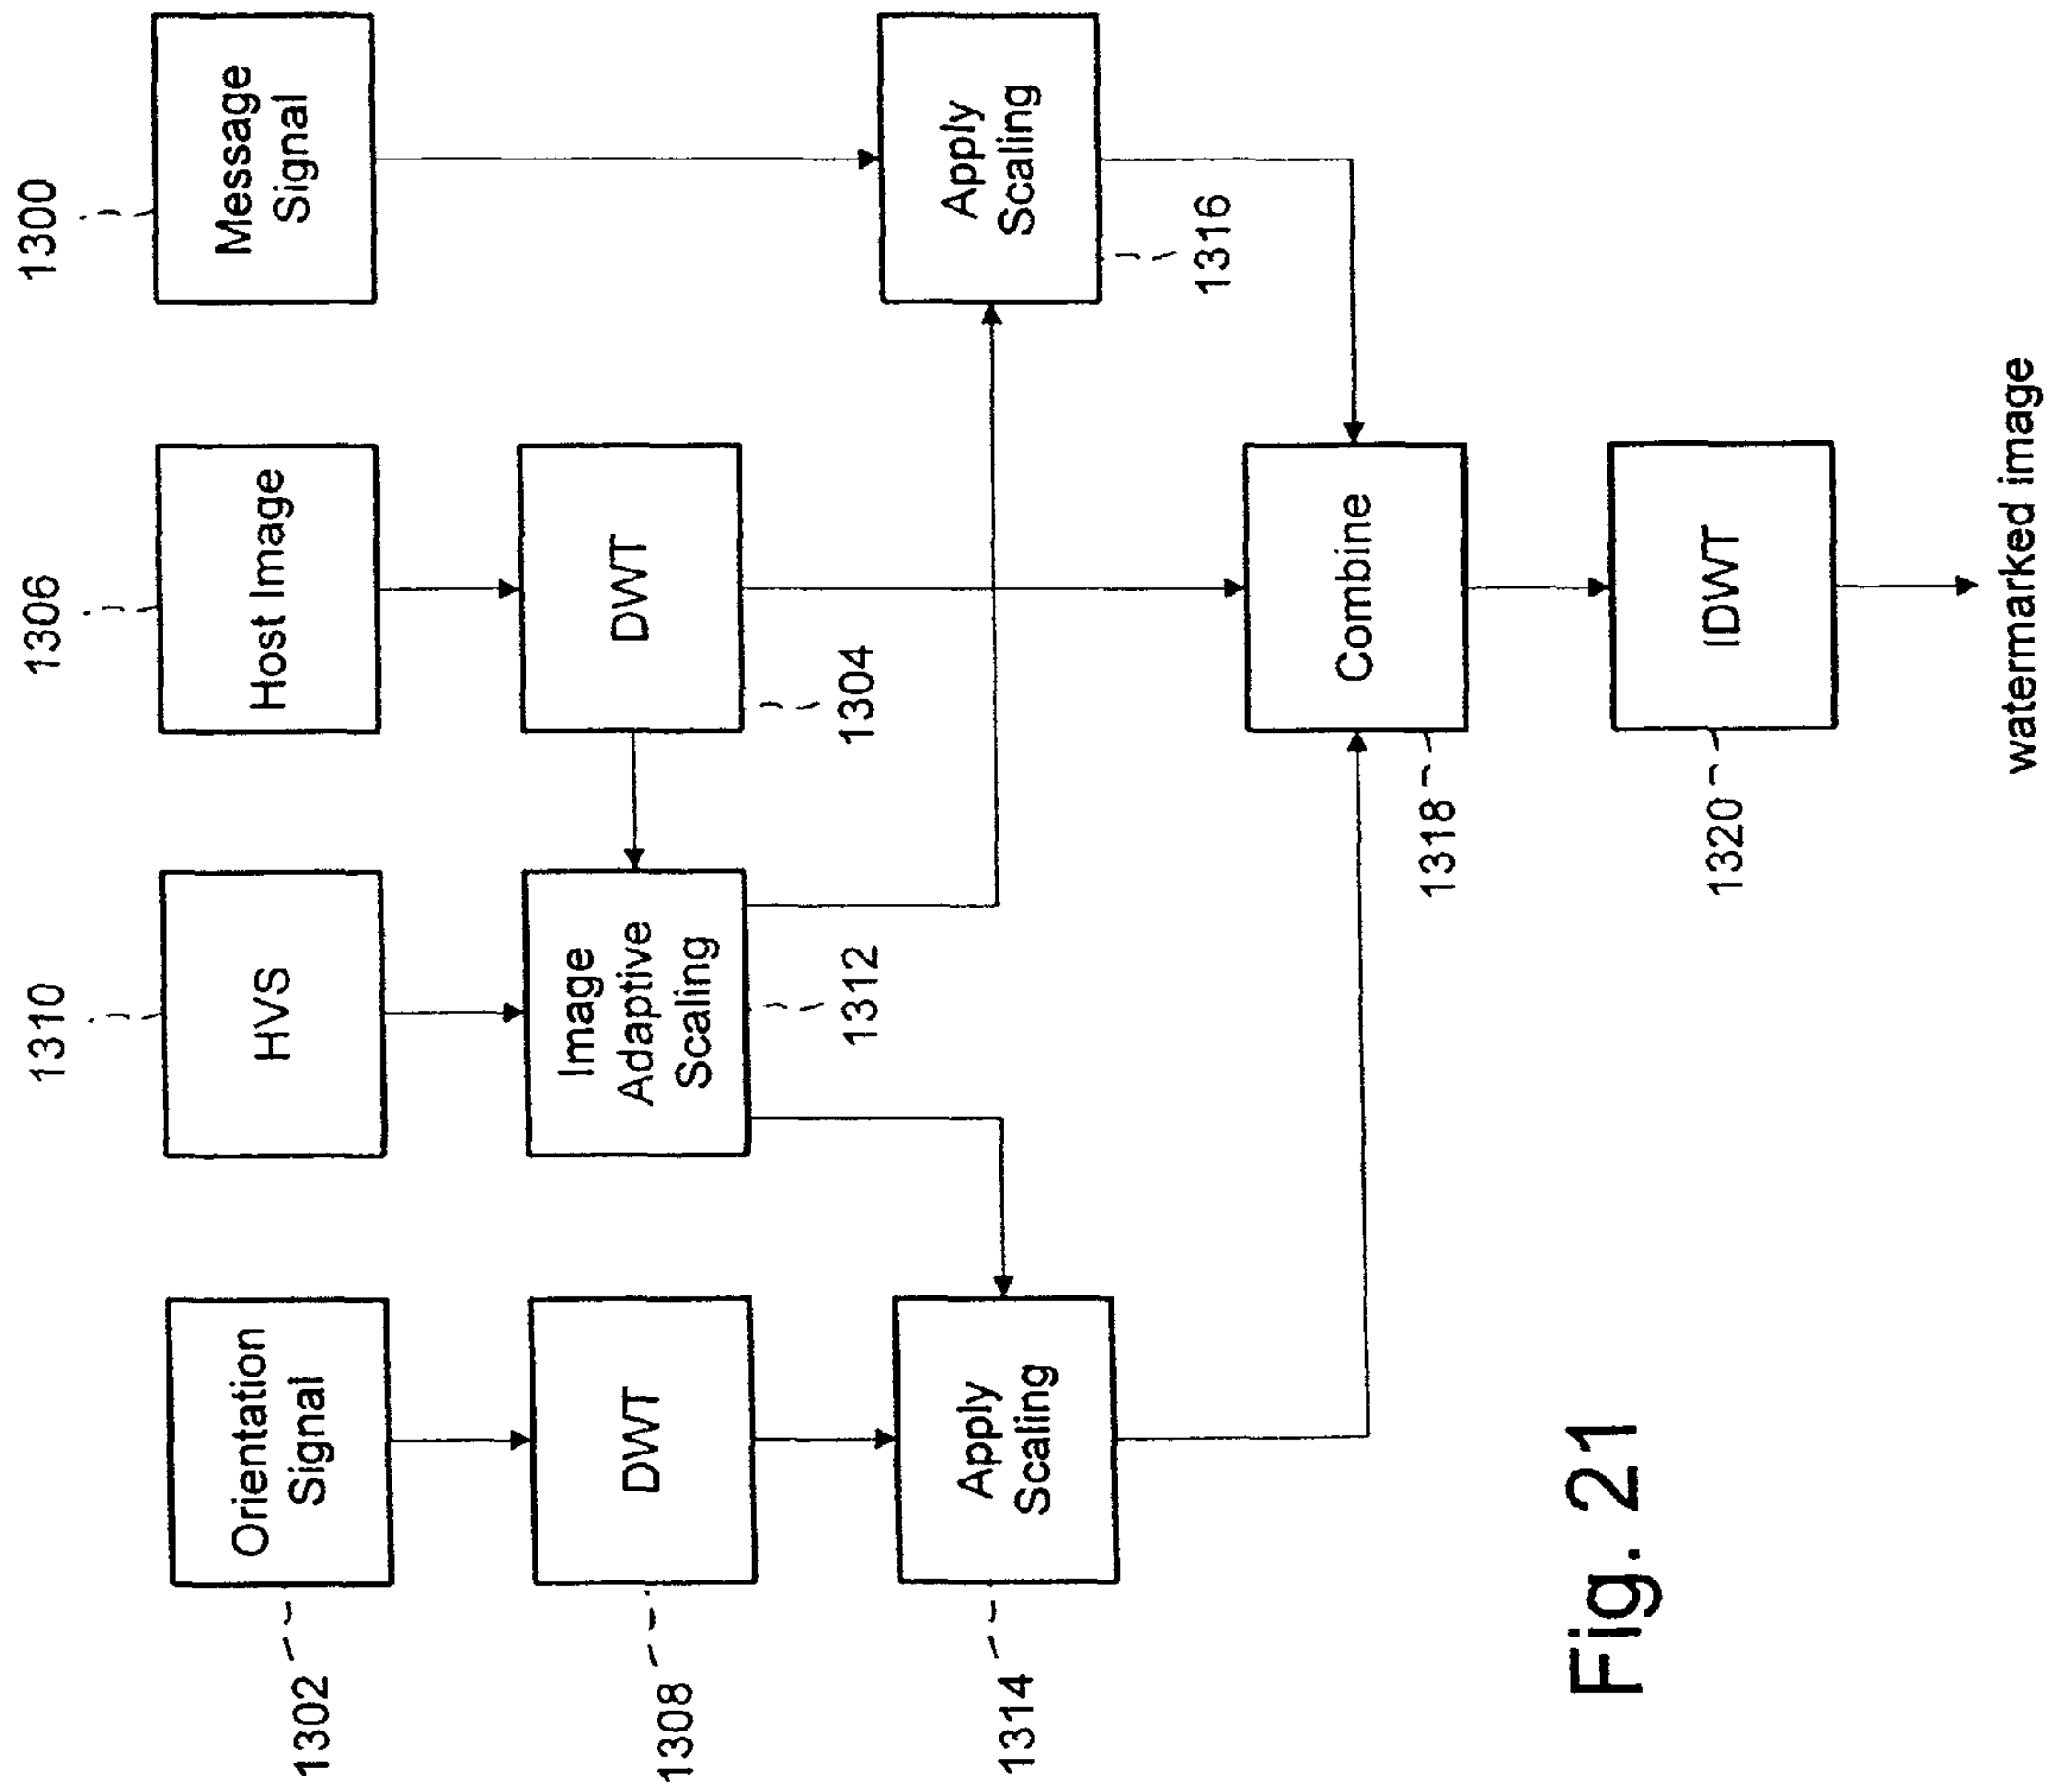 1302
Orientation
Signal
1310
HVS
1306
Host Image
1300
Message
Signal
DWT
1308
Image
Adaptive
Scaling
1312
DWT
1304
Apply
Scaling
1314
Apply
Scaling
1316
Combine
1318
IDWT
1320
watermarked image
Fig. 21